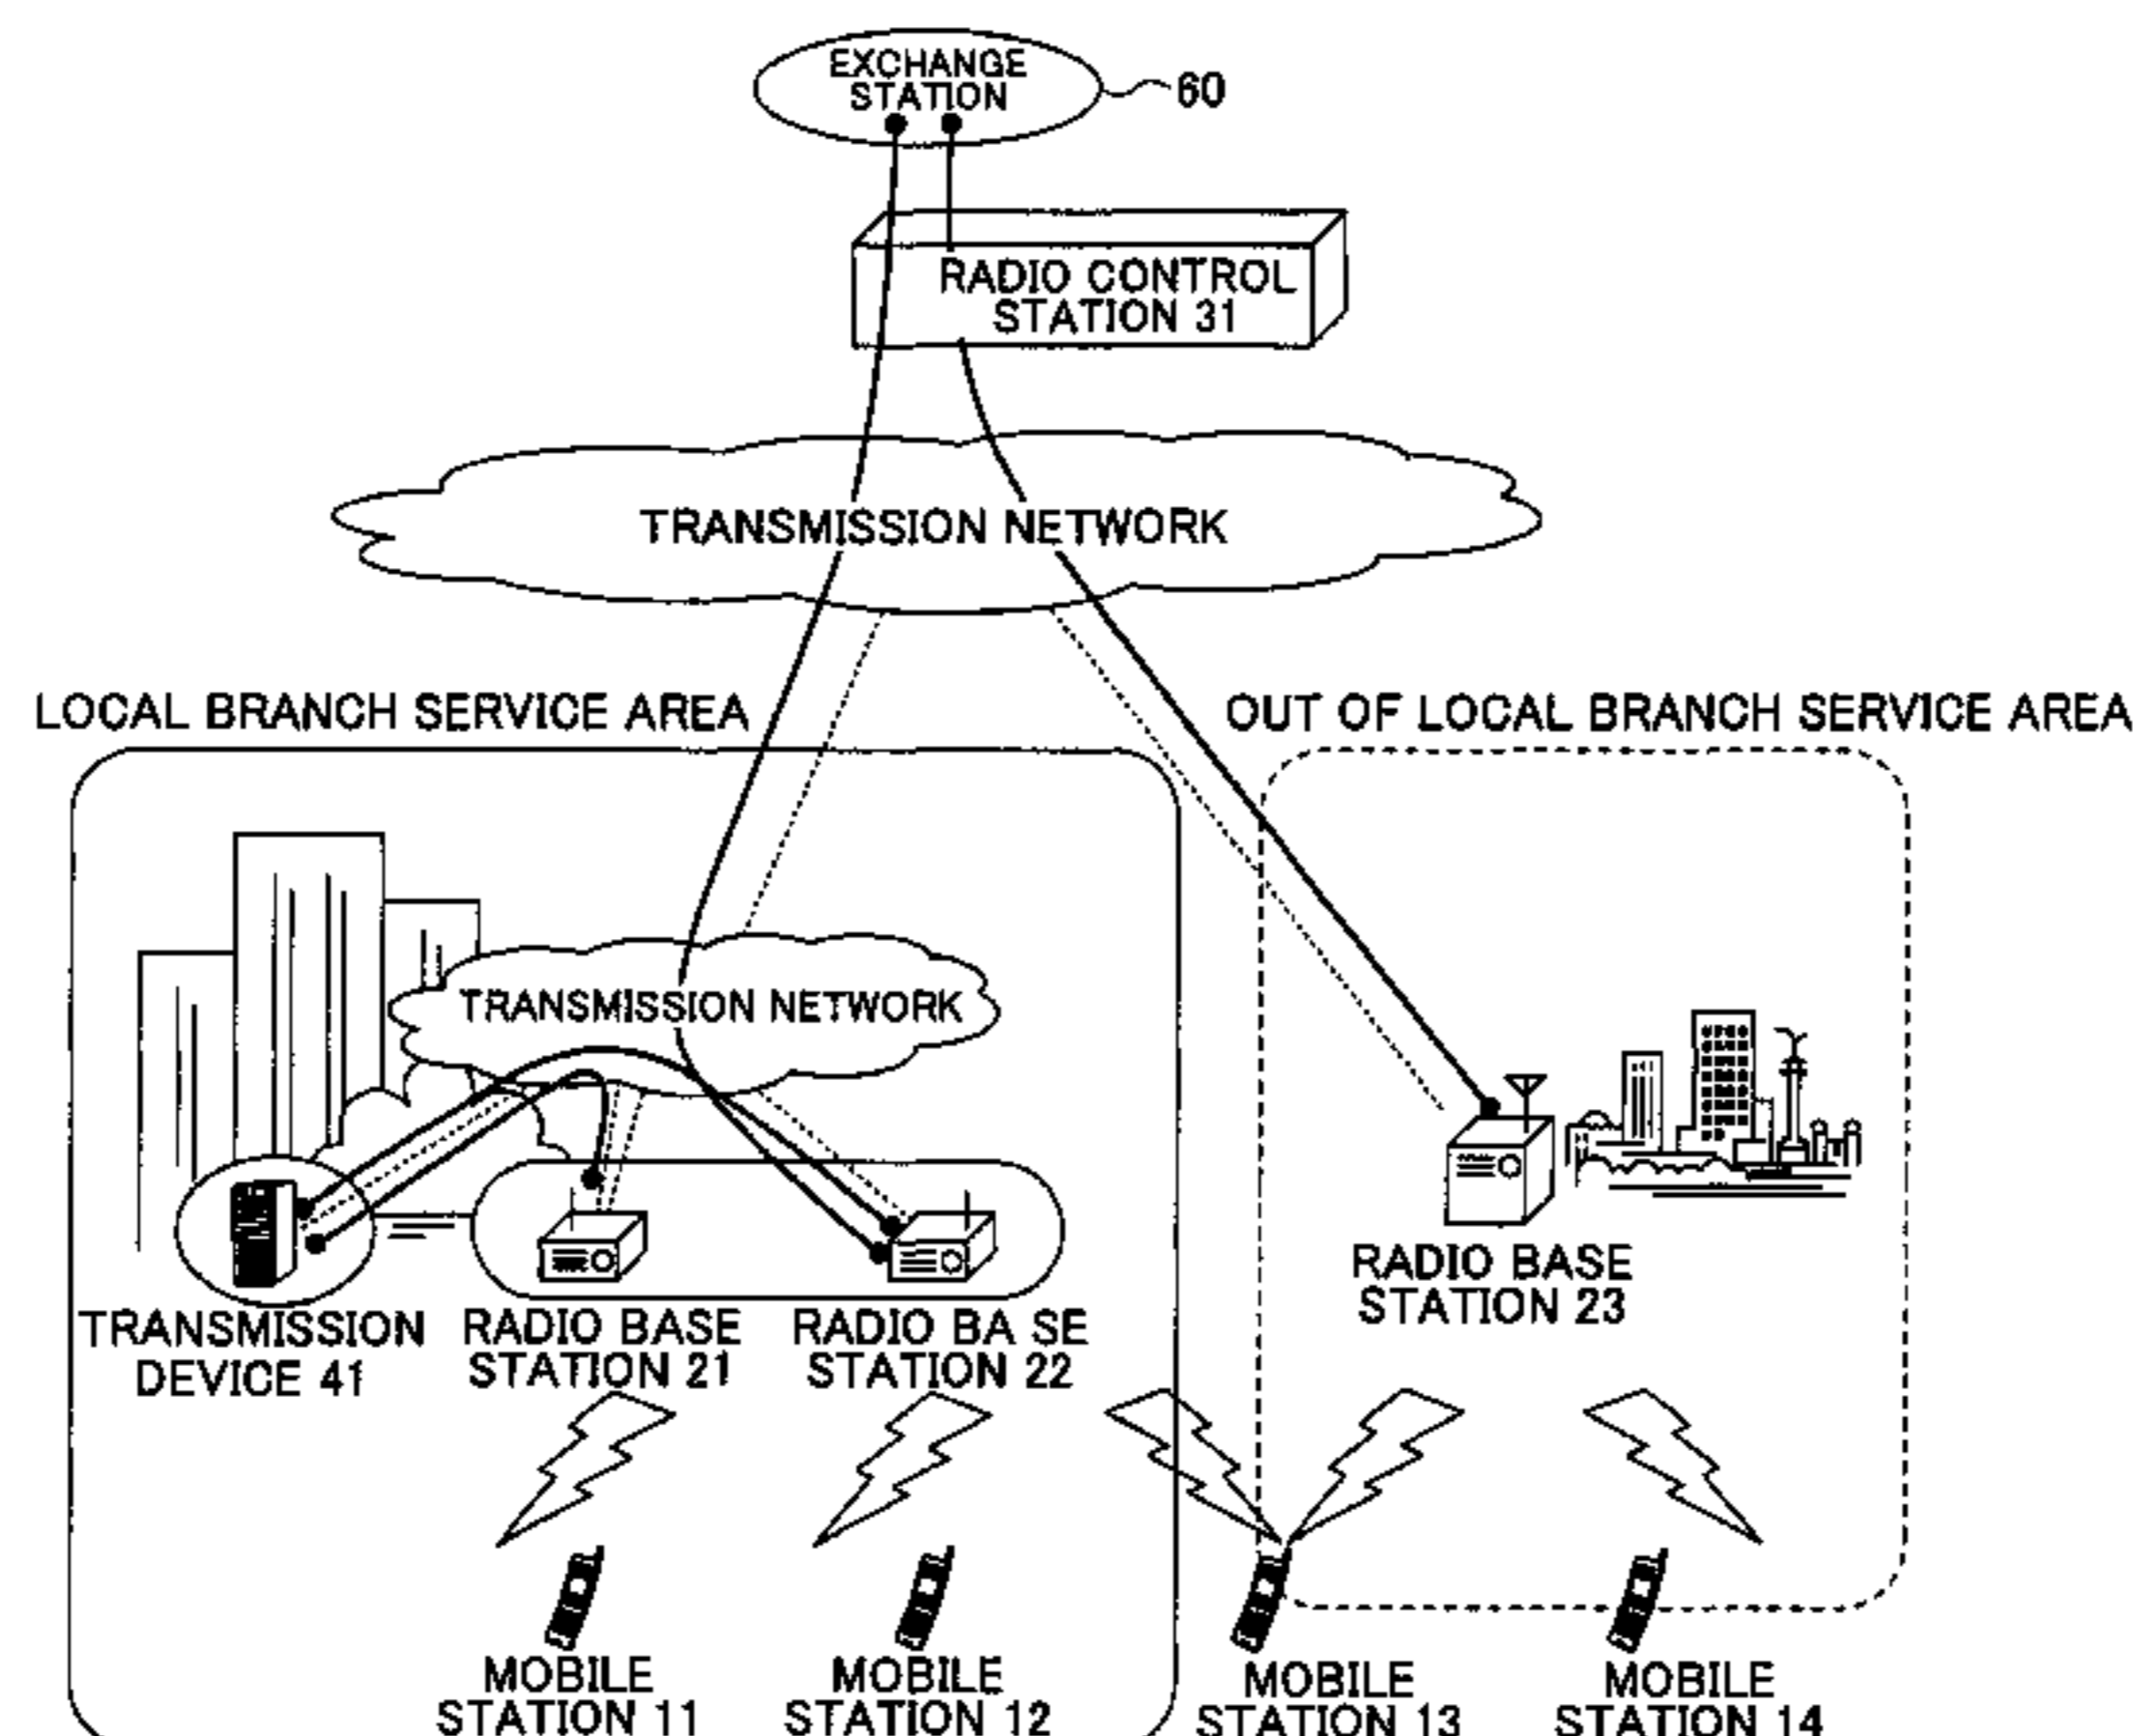 EXCHANGE
STATION
60
RADIO CONTROL
STATION 31
TRANSMISSION NETWORK
LOCAL BRANCH SERVICE AREA
OUT OF LOCAL BRANCH SERVICE AREA
TRANSMISSION NETWORK
TRANSMISSION
DEVICE 41
RADIO BASE
STATION 21
RADIO BA SE
STATION 22
RADIO BASE
STATION 23
MOBILE
STATION 11
MOBILE
STATION 12
MOBILE
STATION 13
MOBILE
STATION 14